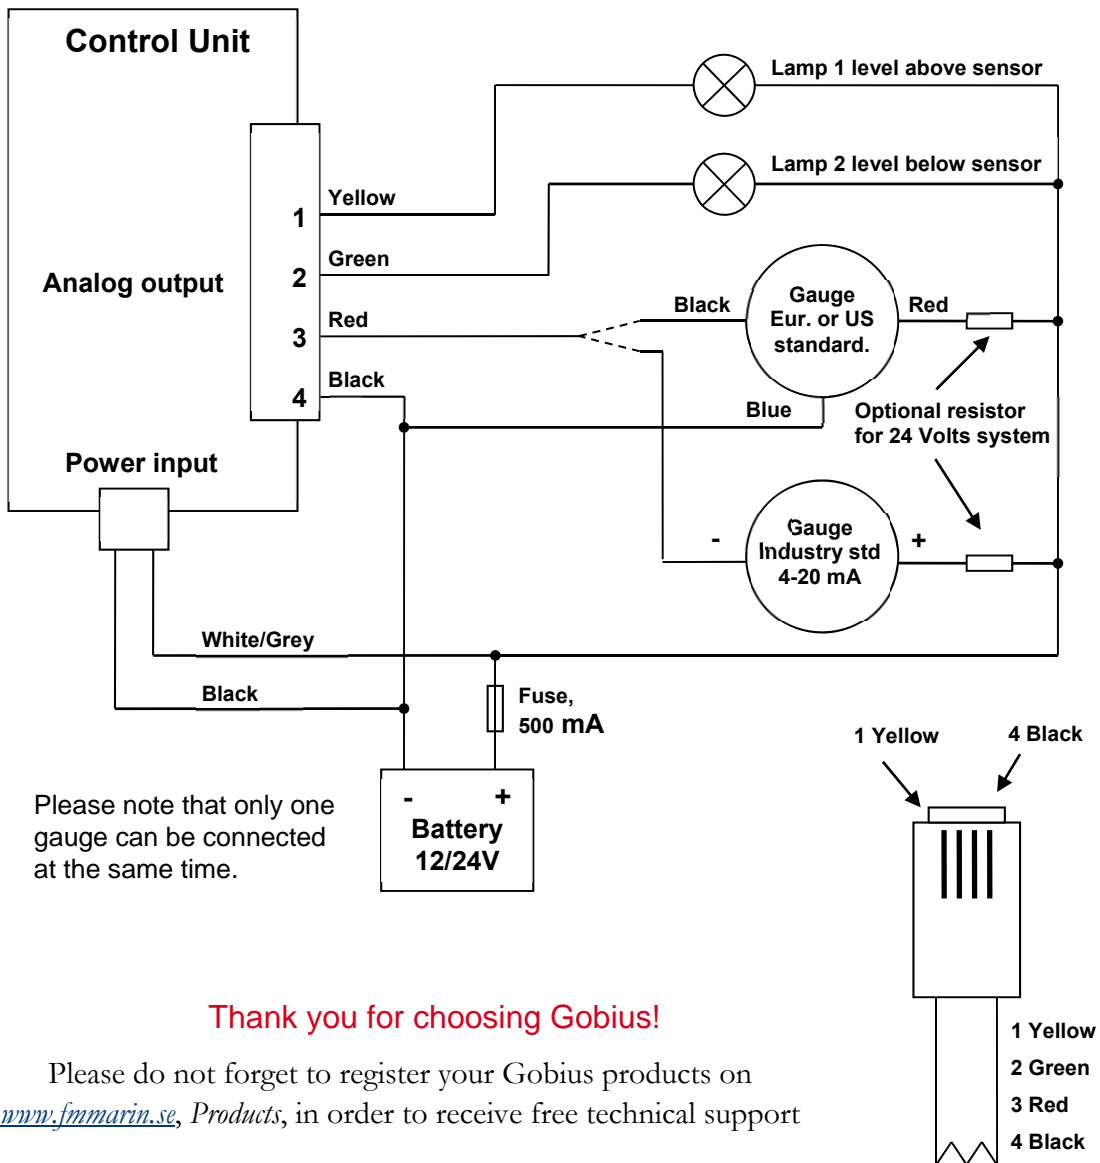 Control Unit
Lamp 1 level above sensor
Lamp 2 level below sensor
Yellow
1
Green
2
Analog output
Red
3
Black
4
Black
Gauge
Eur. or US
standard.
Red
Blue
Optional resistor
for 24 Volts system
Power input
-
Gauge
Industry std
4-20 mA
+
White/Grey
Black
Fuse,
500 mA
- +
Battery
12/24V
Please note that only one
gauge can be connected
at the same time.
1 Yellow
4 Black
1 Yellow
2 Green
3 Red
4 Black
Thank you for choosing Gobius!
Please do not forget to register your Gobius products on
www.fmmarin.se, Products, in order to receive free technical support